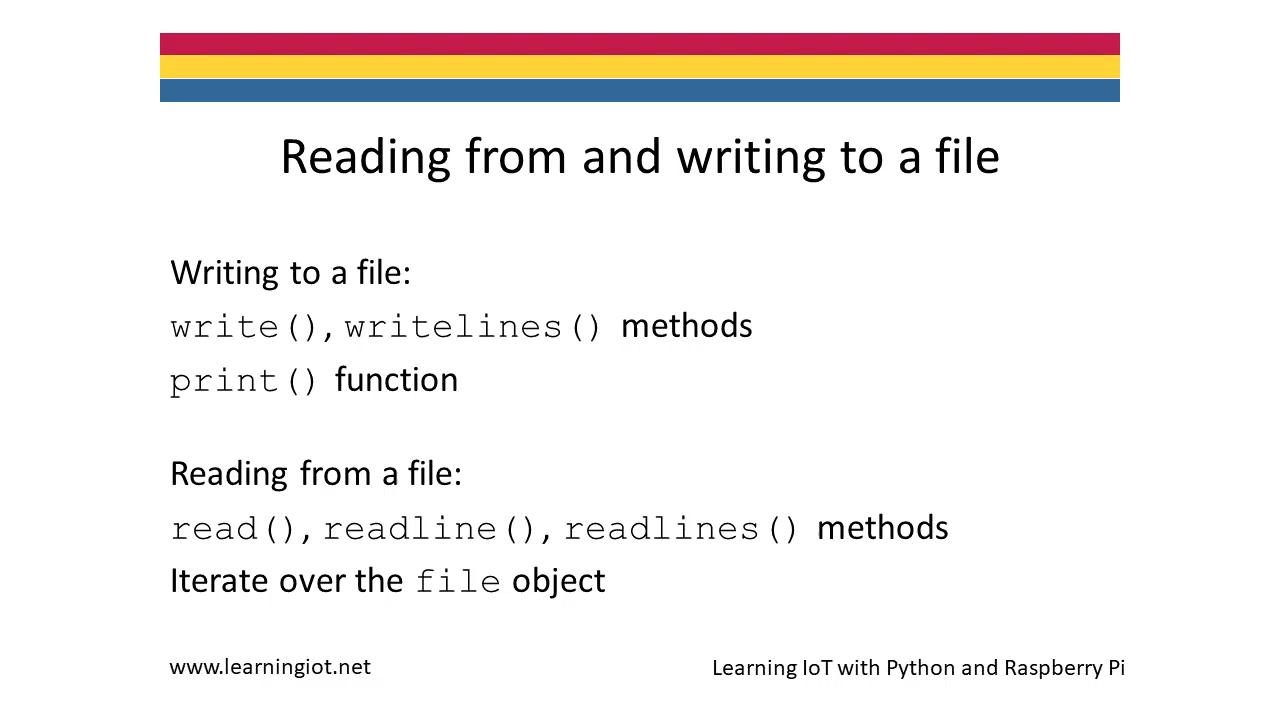 Reading from and writing to a file
Writing to a file:
write(), writelines() methods
print() function
Reading from a file:
read(), readline(), readlines() methods
Iterate over the file object
www.learningiot.net
Learning IoT with Python and Raspberry Pi